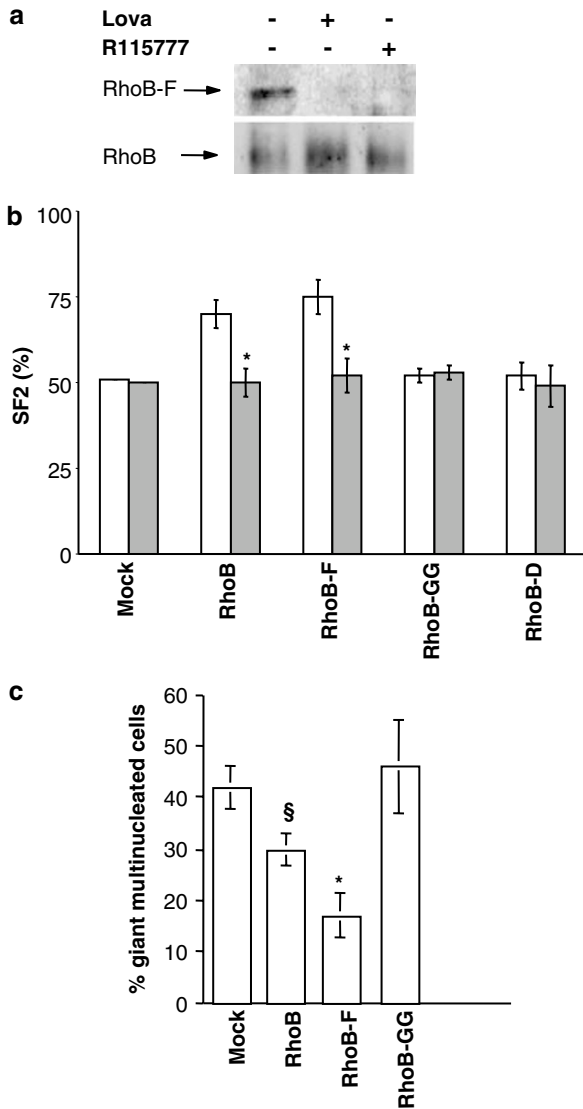 a
Lova - + -
R115777 - - +
RhoB-F
RhoB
b
100
75
50
25
0
SF2 (%)
* *
Mock RhoB RhoB-F RhoB-GG RhoB-D
c
60
50
40
30
20
10
0
% giant multinucleated cells
§
*
Mock RhoB RhoB-F RhoB-GG